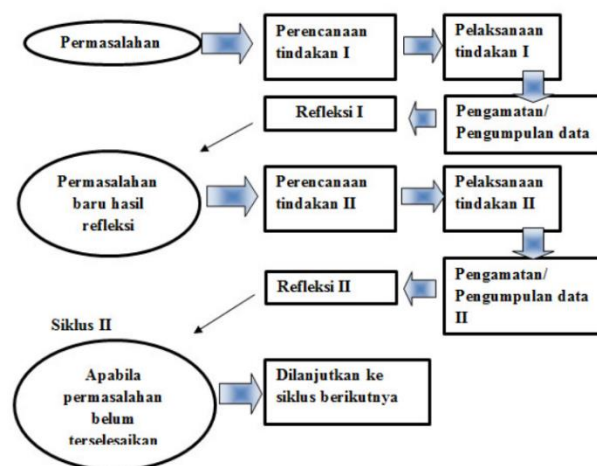 Permasalahan
Perencanaan
tindakan I
Pelaksanaan
tindakan I
Refleksi I
Pengamatan/
Pengumpulan data
Permasalahan
baru hasil
refleksi
Perencanaan
tindakan II
Pelaksanaan
tindakan II
Refleksi II
Pengamatan/
Pengumpulan data
II
Siklus II
Apabila
permasalahan
belum
terselesaikan
Dilanjutkan ke
siklus berikutnya